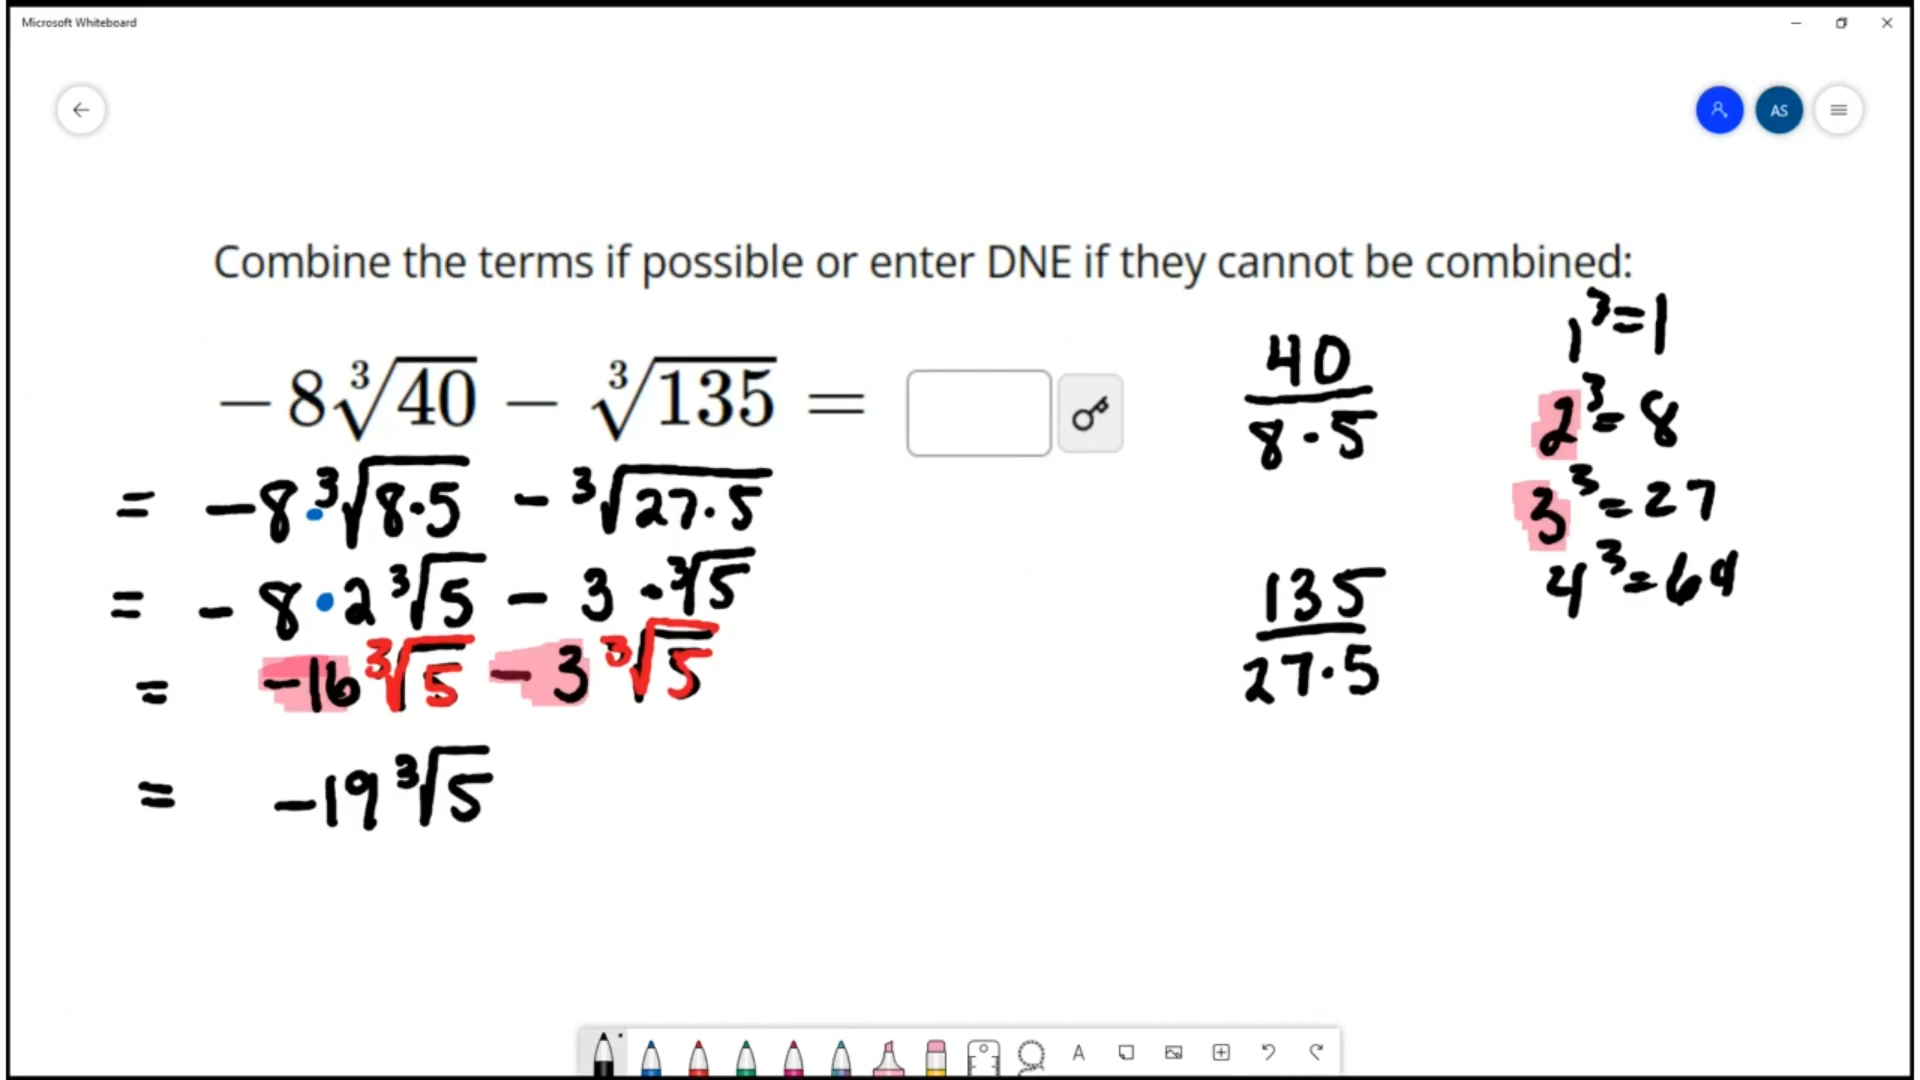 Microsoft Whiteboard
AS
Combine the terms if possible or enter DNE if they cannot be combined:
−8∛40 − ∛135 =
= −8·∛8·5 − ∛27·5
= −8·2∛5 − 3·∛5
= −16∛5 − 3∛5
= −19∛5
40
8·5
135
27·5
1³=1
2³=8
3³=27
4³=64
A